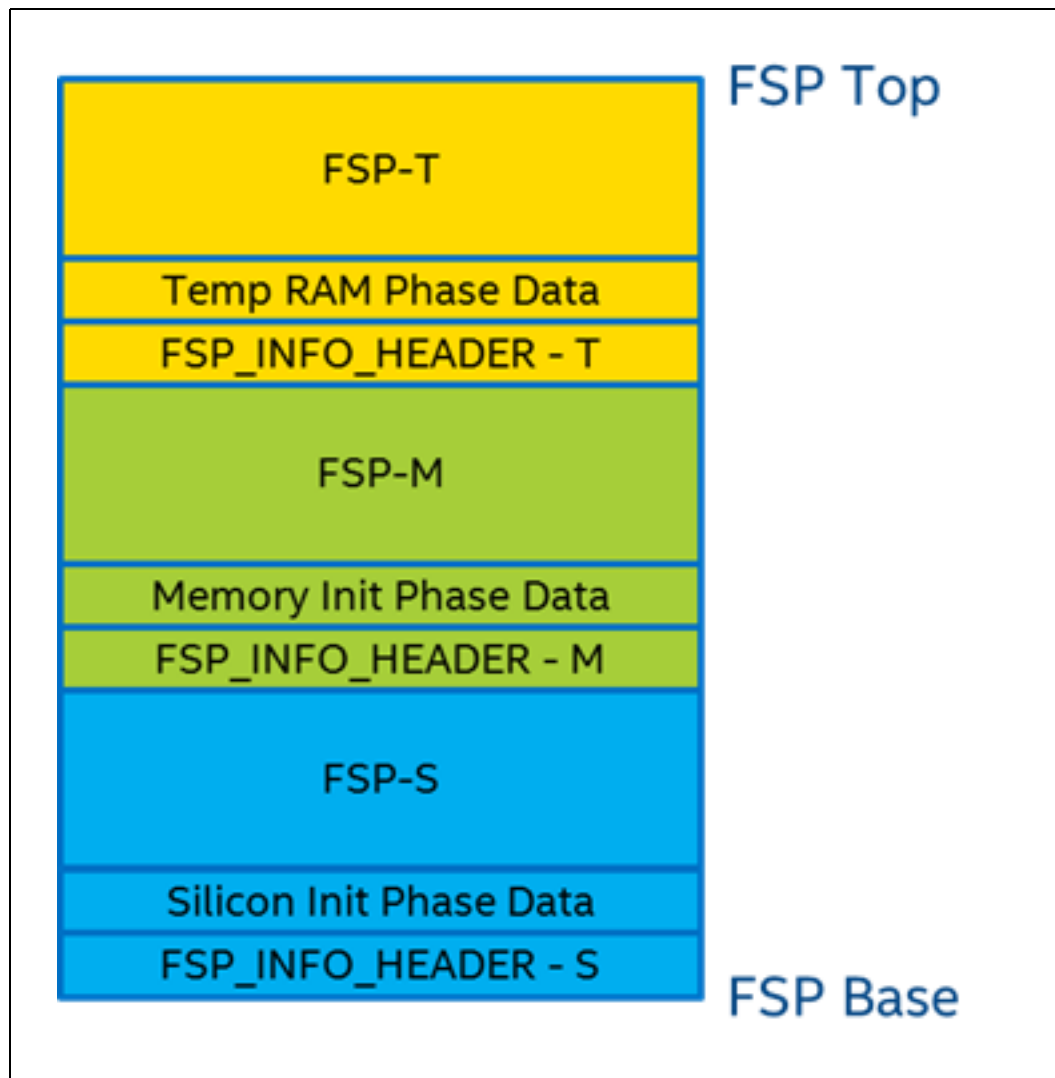 FSP Top
FSP-T
Temp RAM Phase Data
FSP_INFO_HEADER - T
FSP-M
Memory Init Phase Data
FSP_INFO_HEADER - M
FSP-S
Silicon Init Phase Data
FSP_INFO_HEADER - S
FSP Base